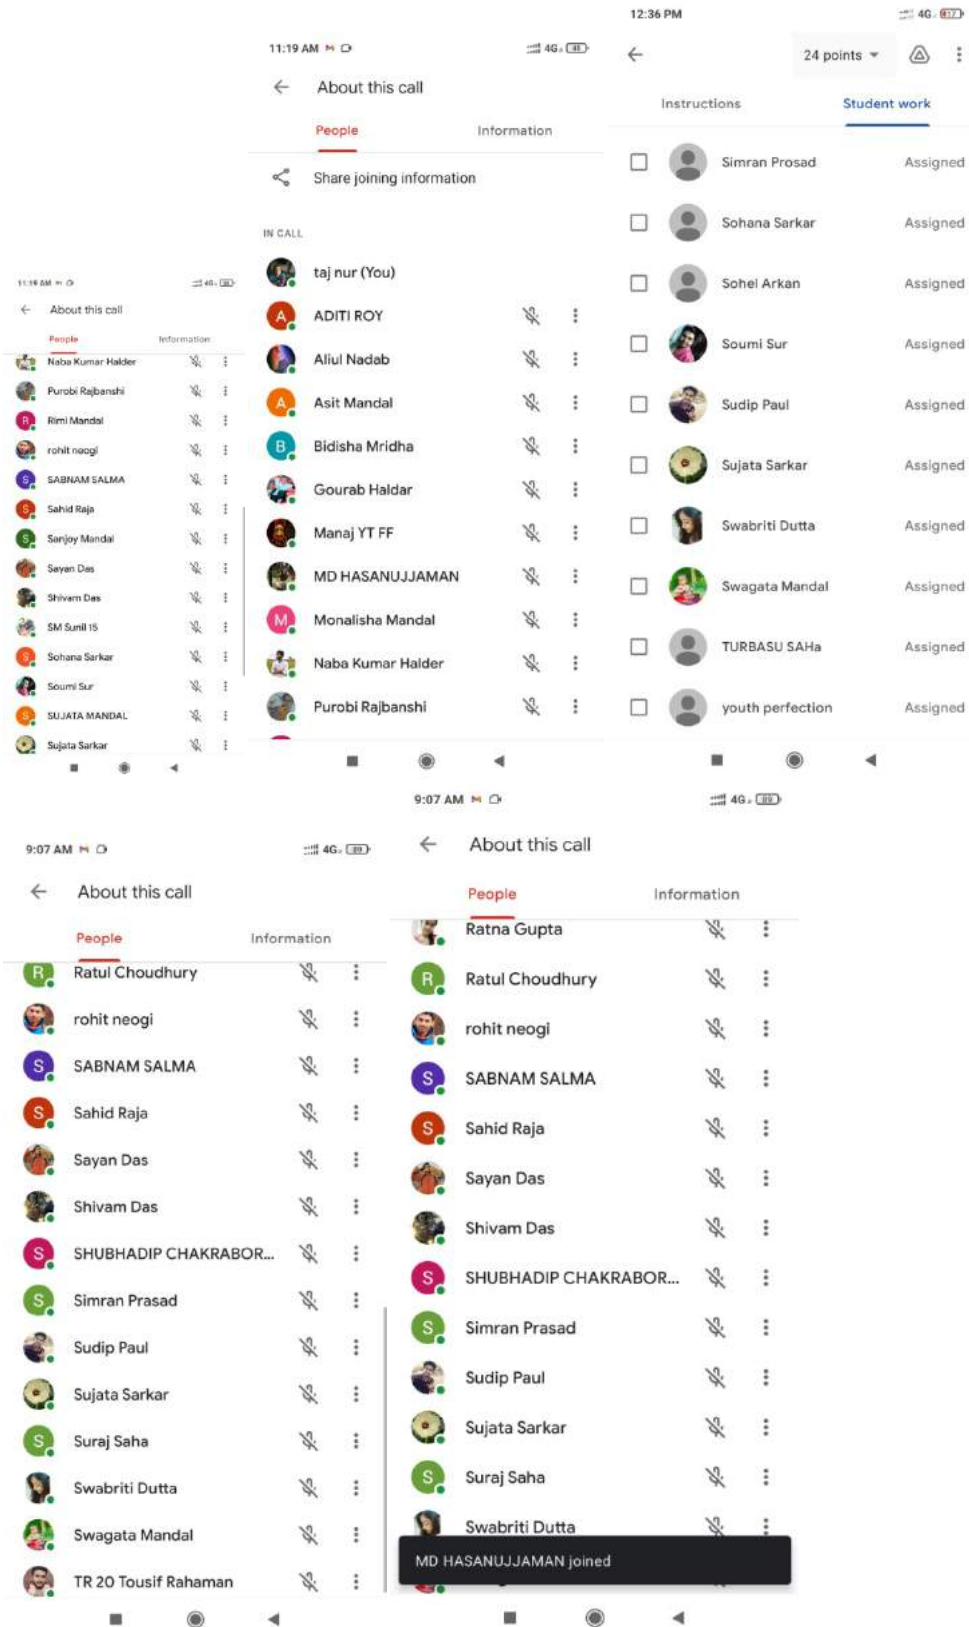 11:19 AM
4G
About this call
People Information
Naba Kumar Halder
Purobi Rajbanshi
R Rimi Mandal
rohit neogi
S SABNAM SALMA
S Sahid Raja
S Sanjoy Mandal
Sayan Das
Shivam Das
SM Sunil 15
S Sohana Sarkar
Soumi Sur
S SUJATA MANDAL
Sujata Sarkar
11:19 AM
4G
About this call
People Information
Share joining information
IN CALL
taj nur (You)
A ADITI ROY
Aliul Nadab
A Asit Mandal
B Bidisha Mridha
Gourab Haldar
Manaj YT FF
MD HASANUJJAMAN
M Monalisha Mandal
Naba Kumar Halder
Purobi Rajbanshi
12:36 PM
4G 17
24 points
Instructions Student work
Simran Prosad Assigned
Sohana Sarkar Assigned
Sohel Arkan Assigned
Soumi Sur Assigned
Sudip Paul Assigned
Sujata Sarkar Assigned
Swabriti Dutta Assigned
Swagata Mandal Assigned
TURBASU SAHa Assigned
youth perfection Assigned
9:07 AM
4G 89
About this call
People Information
R Ratul Choudhury
rohit neogi
S SABNAM SALMA
S Sahid Raja
Sayan Das
Shivam Das
S SHUBHADIP CHAKRABOR...
S Simran Prasad
Sudip Paul
Sujata Sarkar
S Suraj Saha
Swabriti Dutta
Swagata Mandal
TR 20 Tousif Rahaman
9:07 AM
4G 89
About this call
People Information
Ratna Gupta
R Ratul Choudhury
rohit neogi
S SABNAM SALMA
S Sahid Raja
Sayan Das
Shivam Das
S SHUBHADIP CHAKRABOR...
S Simran Prasad
Sudip Paul
Sujata Sarkar
S Suraj Saha
Swabriti Dutta
MD HASANUJJAMAN joined